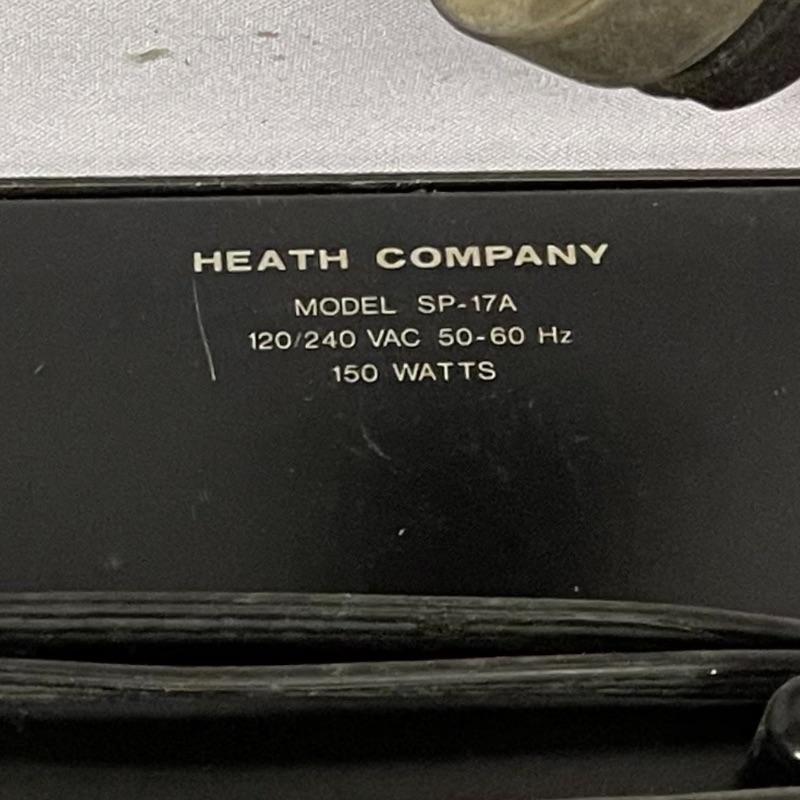 HEATH COMPANY
MODEL SP-17A
120/240 VAC 50-60 Hz
150 WATTS